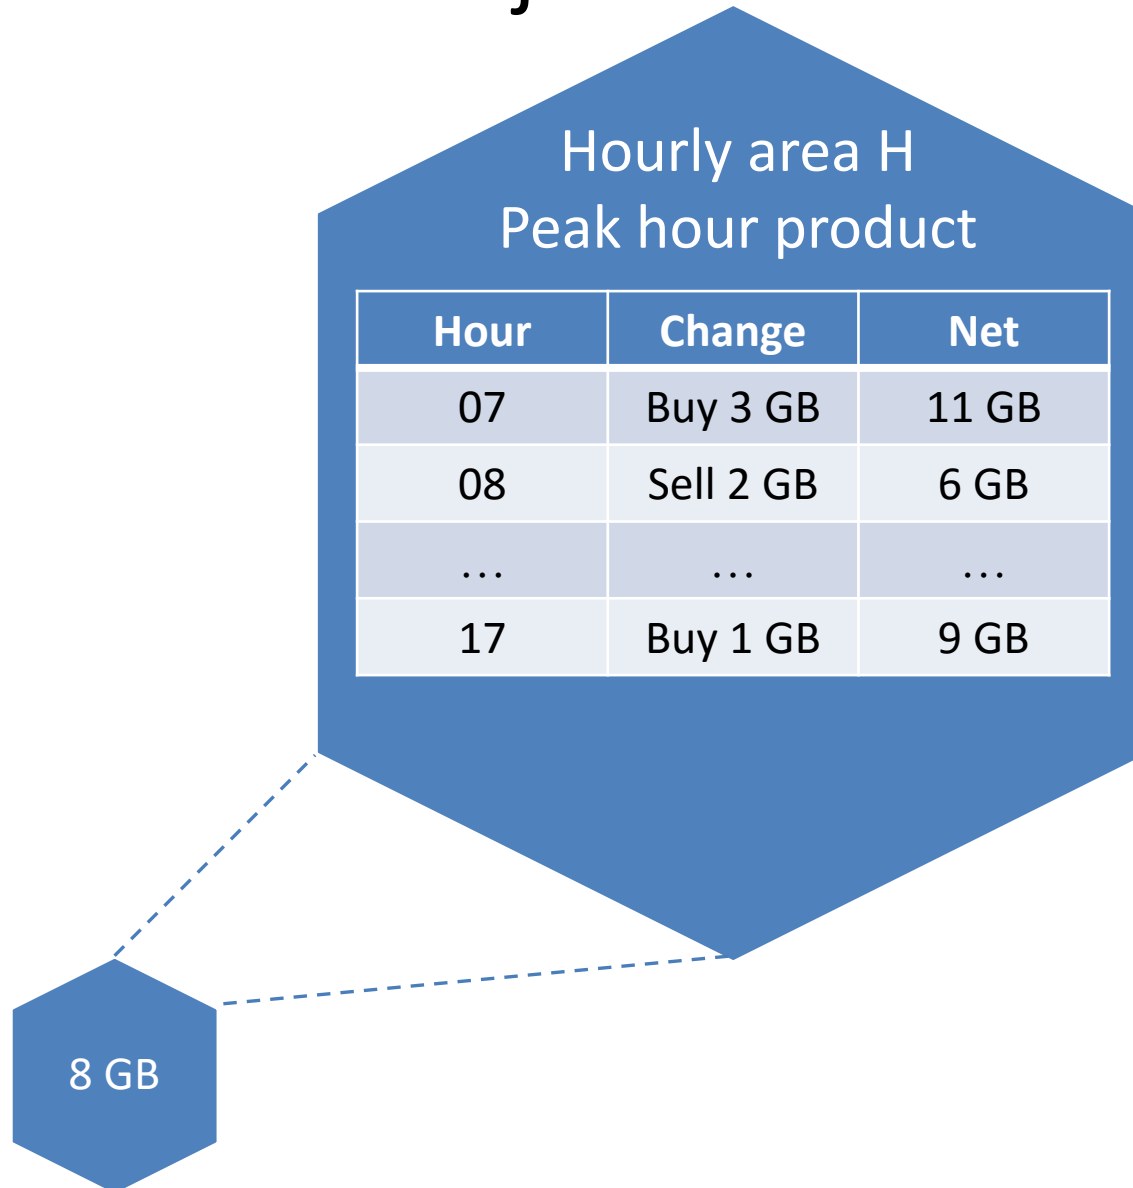 Hourly area H
Peak hour product
Hour Change Net
07 Buy 3 GB 11 GB
08 Sell 2 GB 6 GB
... ... ...
17 Buy 1 GB 9 GB
8 GB